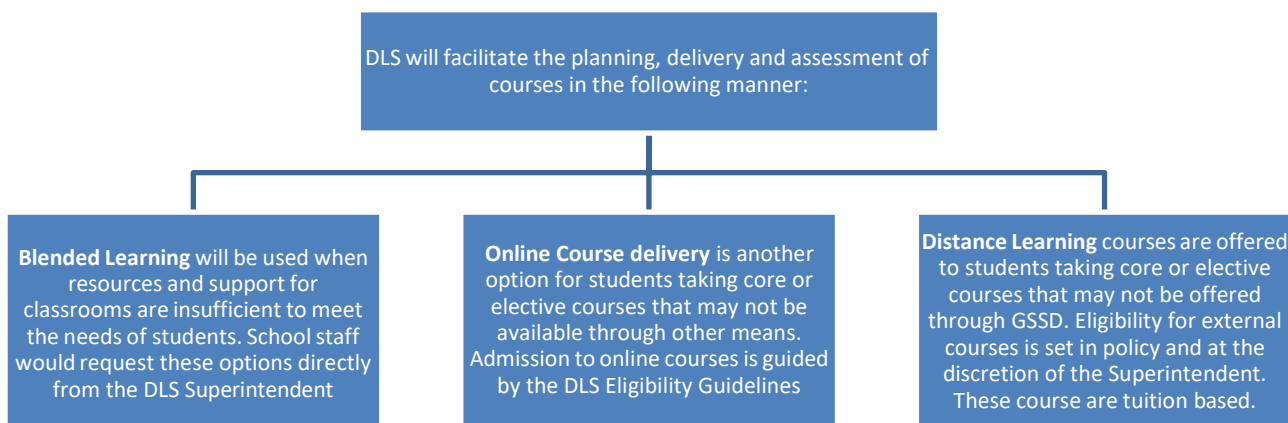 DLS will facilitate the planning, delivery and assessment of
courses in the following manner:
Blended Learning will be used when
resources and support for
classrooms are insufficient to meet
the needs of students. School staff
would request these options directly
from the DLS Superintendent
Online Course delivery is another
option for students taking core or
elective courses that may not be
available through other means.
Admission to online courses is guided
by the DLS Eligibility Guidelines
Distance Learning courses are offered
to students taking core or elective
courses that may not be offered
through GSSD. Eligibility for external
courses is set in policy and at the
discretion of the Superintendent.
These course are tuition based.